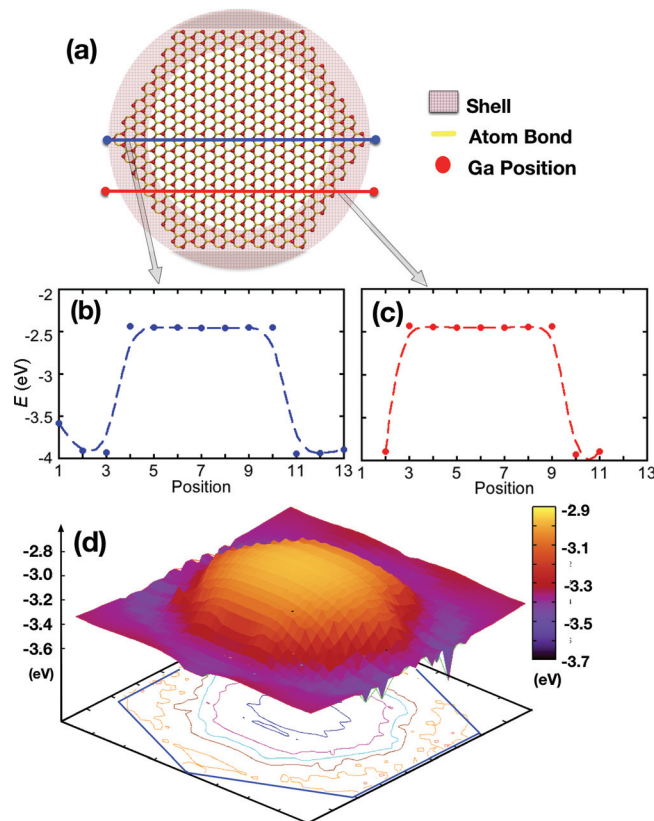 (a)
Shell
Atom Bond
Ga Position
(b)
-2
-2.5
-3
-3.5
-4
E (eV)
1 3 5 7 9 11 13
Position
(c)
1 3 5 7 9 11 13
Position
(d)
-2.8
-3.0
-3.2
-3.4
-3.6
(eV)
-2.9
-3.1
-3.3
-3.5
-3.7
(eV)